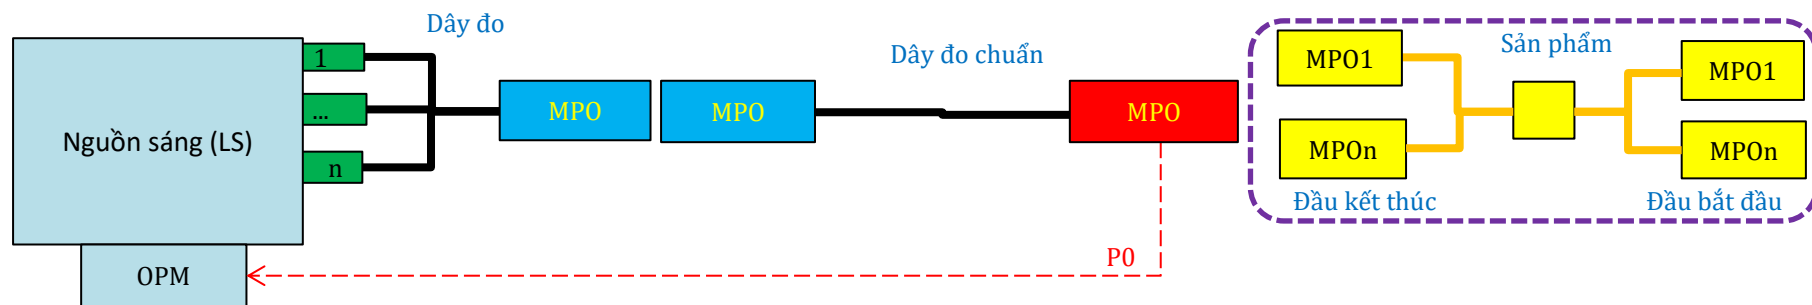 Dây đo
Dây đo chuẩn
Sản phẩm
1
...
n
Nguồn sáng (LS)
MPO
MPO
MPO
MPO1
MPO1
MPOn
MPOn
Đầu kết thúc
Đầu bắt đầu
P0
OPM